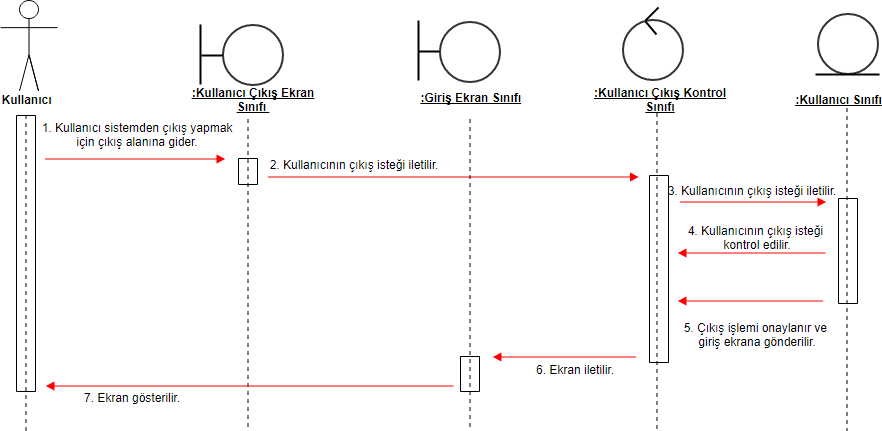 Kullanıcı
:Kullanıcı Çıkış Ekran
Sınıfı
:Giriş Ekran Sınıfı
:Kullanıcı Çıkış Kontrol
Sınıfı
:Kullanıcı Sınıfı
1. Kullanıcı sistemden çıkış yapmak
için çıkış alanına gider.
2. Kullanıcının çıkış isteği iletilir.
3. Kullanıcının çıkış isteği iletilir.
4. Kullanıcının çıkış isteği
kontrol edilir.
5. Çıkış işlemi onaylanır ve
giriş ekrana gönderilir.
6. Ekran iletilir.
7. Ekran gösterilir.